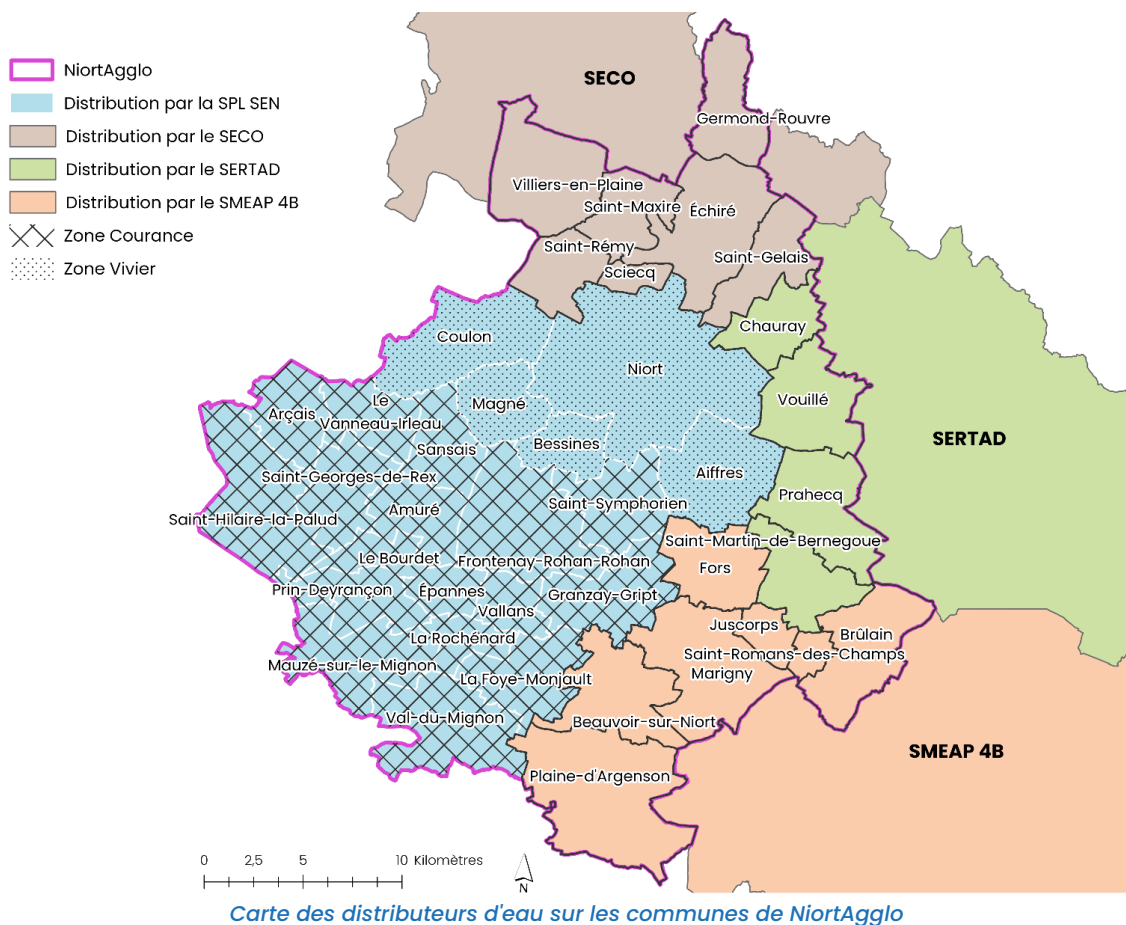 SECO
NiortAgglo
Distribution par la SPL SEN
Distribution par le SECO
Distribution par le SERTAD
Distribution par le SMEAP 4B
Zone Courance
Zone Vivier
Germond-Rouvre
Villiers-en-Plaine
Saint-Maxire
Échiré
Saint-Rémy
Saint-Gelais
Sciecq
Chauray
Coulon
Niort
Vouillé
Le
Vanneau-Irleau
Magné
Arçais
SERTAD
Bessines
Sansais
Aiffres
Saint-Georges-de-Rex
Prahecq
Saint-Symphorien
Amuré
Saint-Hilaire-la-Palud
Saint-Martin-de-Bernegoue
Le Bourdet
Frontenay-Rohan-Rohan
Fors
Prin-Deyrançon
Épannes
Granzay-Gript
Vallans
Juscorps
La Rochénard
Brûlain
Saint-Romans-des-Champs
Mauzé-sur-le-Mignon
Marigny
La Foye-Monjault
Val-du-Mignon
Beauvoir-sur-Niort
SMEAP 4B
Plaine-d'Argenson
0 2,5 5 10 Kilomètres
N
Carte des distributeurs d'eau sur les communes de NiortAgglo